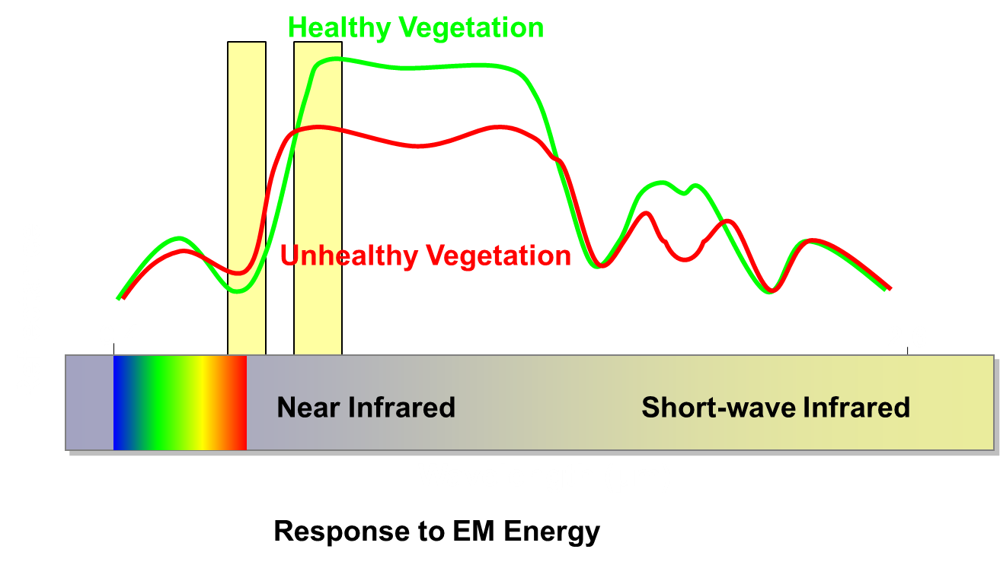 Healthy Vegetation
Unhealthy Vegetation
Near Infrared
Short-wave Infrared
Response to EM Energy